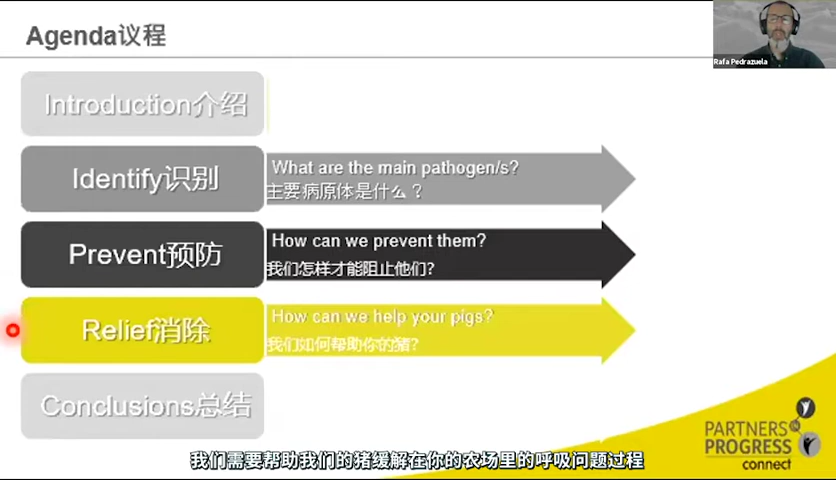 Agenda议程
Rafa Pedrazuela
Introduction介绍
Identify识别
What are the main pathogen/s?
主要病原体是什么？
Prevent预防
How can we prevent them?
我们怎样才能阻止他们?
Relief消除
How can we help your pigs?
我们如何帮助你的猪?
Conclusions总结
PARTNERS IN
PROGRESS
connect
我们需要帮助我们的猪缓解在你的农场里的呼吸问题过程